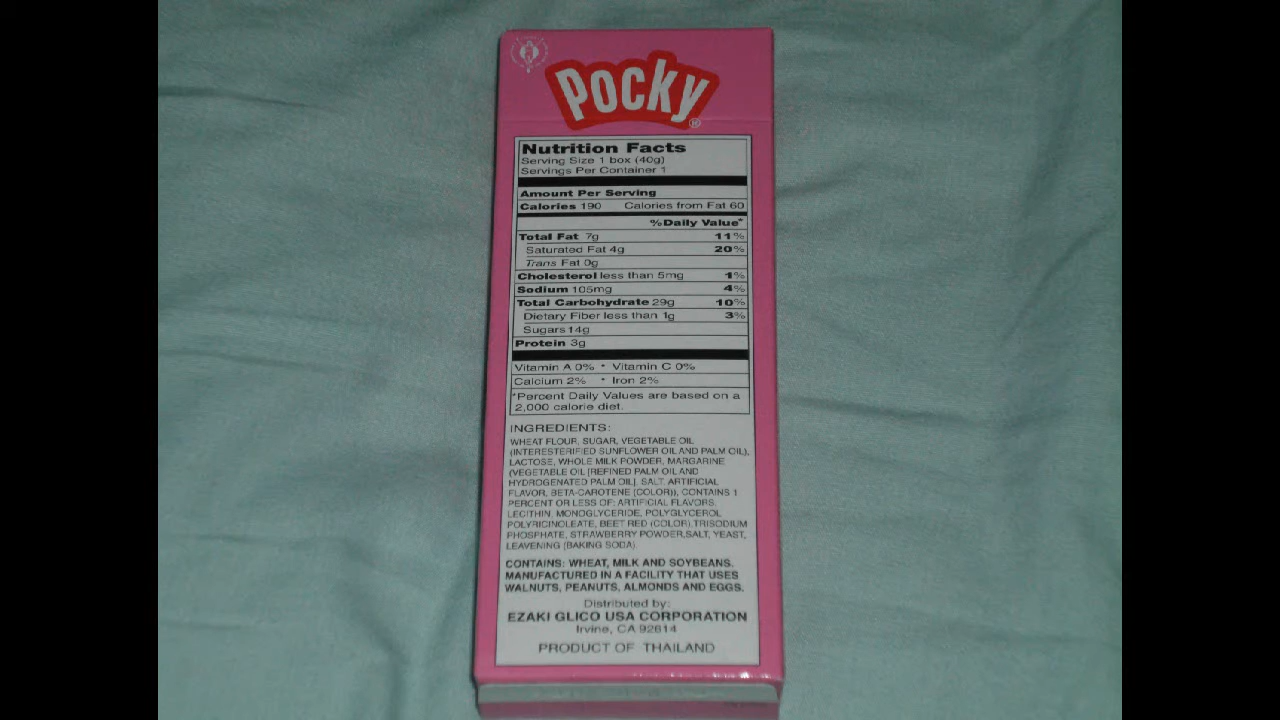 Pocky®
Nutrition Facts
Serving Size 1 box (40g)
Servings Per Container 1
Amount Per Serving
Calories 190 Calories from Fat 60
%Daily Value*
Total Fat 7g 11%
Saturated Fat 4g 20%
Trans Fat 0g
Cholesterol less than 5mg 1%
Sodium 105mg 4%
Total Carbohydrate 29g 10%
Dietary Fiber less than 1g 3%
Sugars 14g
Protein 3g
Vitamin A 0% • Vitamin C 0%
Calcium 2% • Iron 2%
*Percent Daily Values are based on a
2,000 calorie diet.
INGREDIENTS:
WHEAT FLOUR, SUGAR, VEGETABLE OIL
(INTERESTERIFIED SUNFLOWER OIL AND PALM OIL),
LACTOSE, WHOLE MILK POWDER, MARGARINE
(VEGETABLE OIL [REFINED PALM OIL AND
HYDROGENATED PALM OIL], SALT, ARTIFICIAL
FLAVOR, BETA-CAROTENE [COLOR]), CONTAINS 1
PERCENT OR LESS OF: ARTIFICIAL FLAVORS,
LECITHIN, MONOGLYCERIDE, POLYGLYCEROL
POLYRICINOLEATE, BEET RED (COLOR), TRISODIUM
PHOSPHATE, STRAWBERRY POWDER, SALT, YEAST,
LEAVENING (BAKING SODA).
CONTAINS: WHEAT, MILK AND SOYBEANS.
MANUFACTURED IN A FACILITY THAT USES
WALNUTS, PEANUTS, ALMONDS AND EGGS.
Distributed by:
EZAKI GLICO USA CORPORATION
Irvine, CA 92614
PRODUCT OF THAILAND